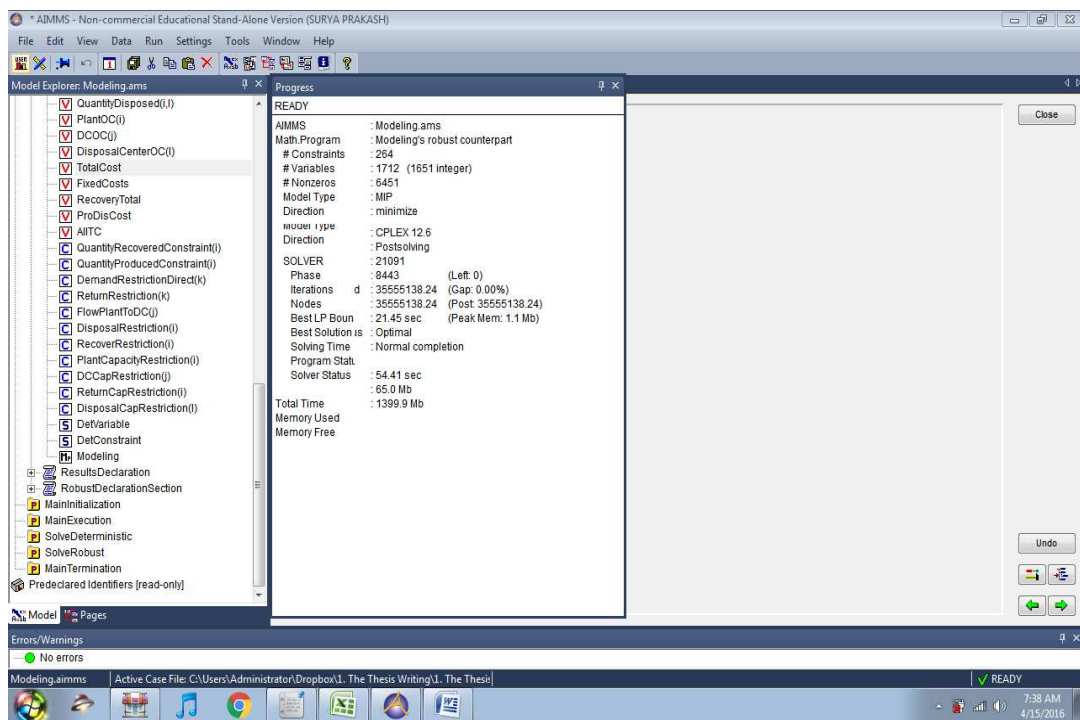 * AIMMS - Non-commercial Educational Stand-Alone Version (SURYA PRAKASH)
File Edit View Data Run Settings Tools Window Help
Model Explorer: Modeling.ams
QuantityDisposed(i,l)
PlantOC(i)
DCOC(j)
DisposalCenterOC(l)
TotalCost
FixedCosts
RecoveryTotal
ProDisCost
AllTC
QuantityRecoveredConstraint(i)
QuantityProducedConstraint(i)
DemandRestrictionDirect(k)
ReturnRestriction(k)
FlowPlantToDC(j)
DisposalRestriction(i)
RecoverRestriction(i)
PlantCapacityRestriction(i)
DCCapRestriction(j)
ReturnCapRestriction(i)
DisposalCapRestriction(l)
DetVariable
DetConstraint
Modeling
ResultsDeclaration
RobustDeclarationSection
MainInitialization
MainExecution
SolveDeterministic
SolveRobust
MainTermination
Predeclared Identifiers [read-only]
Model Pages
Progress
READY
AIMMS : Modeling.ams
Math.Program : Modeling's robust counterpart
# Constraints : 264
# Variables : 1712 (1651 integer)
# Nonzeros : 6451
Model Type : MIP
Direction : minimize
Model Type : CPLEX 12.6
Direction : Postsolving
SOLVER : 21091
Phase : 8443 (Left: 0)
Iterations d : 35555138.24 (Gap: 0.00%)
Nodes : 35555138.24 (Post: 35555138.24)
Best LP Boun : 21.45 sec (Peak Mem: 1.1 Mb)
Best Solution is : Optimal
Solving Time : Normal completion
Program Statu
Solver Status : 54.41 sec
: 65.0 Mb
Total Time : 1399.9 Mb
Memory Used
Memory Free
Close
Undo
Errors/Warnings
No errors
Modeling.aimms Active Case File: C:\Users\Administrator\Dropbox\1. The Thesis Writing\1. The Thesis READY
7:38 AM
4/15/2016